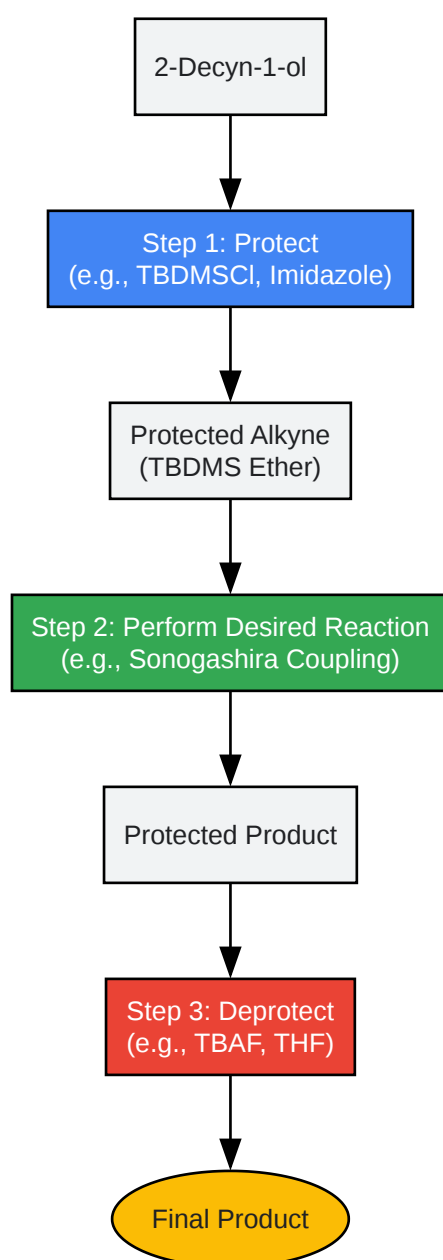 2-Decyn-1-ol
Step 1: Protect
(e.g., TBDMSCl, Imidazole)
Protected Alkyne
(TBDMS Ether)
Step 2: Perform Desired Reaction
(e.g., Sonogashira Coupling)
Protected Product
Step 3: Deprotect
(e.g., TBAF, THF)
Final Product